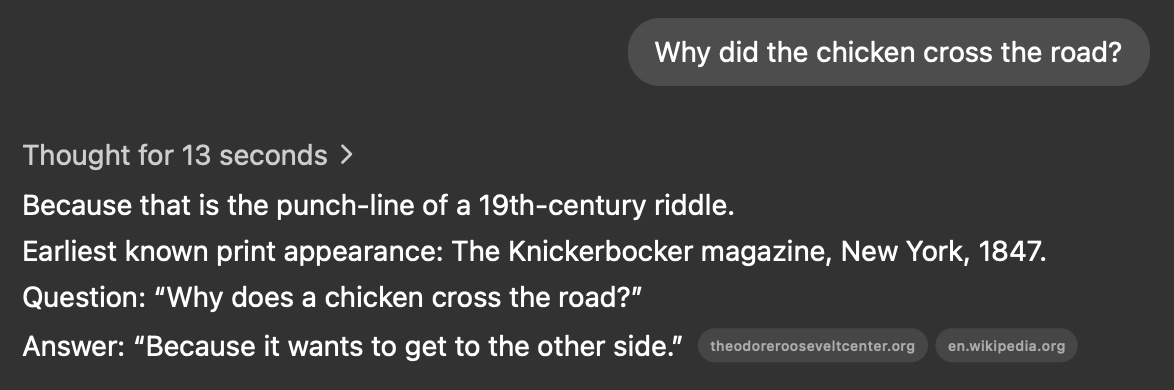 Why did the chicken cross the road?
Thought for 13 seconds >
Because that is the punch-line of a 19th-century riddle.
Earliest known print appearance: The Knickerbocker magazine, New York, 1847.
Question: “Why does a chicken cross the road?”
Answer: “Because it wants to get to the other side.” theodorerooseveltcenter.org en.wikipedia.org